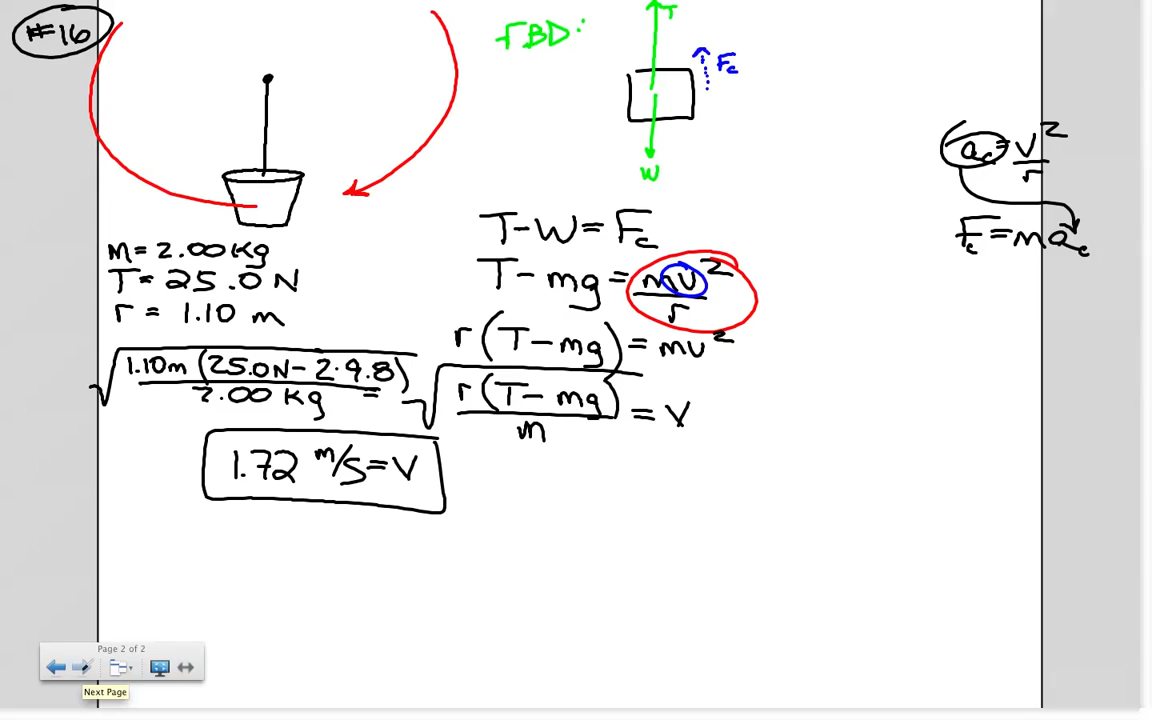 #16
FBD:
T
Fc
W
ac = v²/r
Fc = mac
T-W = Fc
m = 2.00 kg
T = 25.0 N
r = 1.10 m
T - mg = mv²/r
r(T-mg) = mv²
√(1.10m (25.0N - 2·9.8)/2.00 kg) = √(r(T-mg)/m) = v
1.72 m/s = v
Page 2 of 2
Next Page